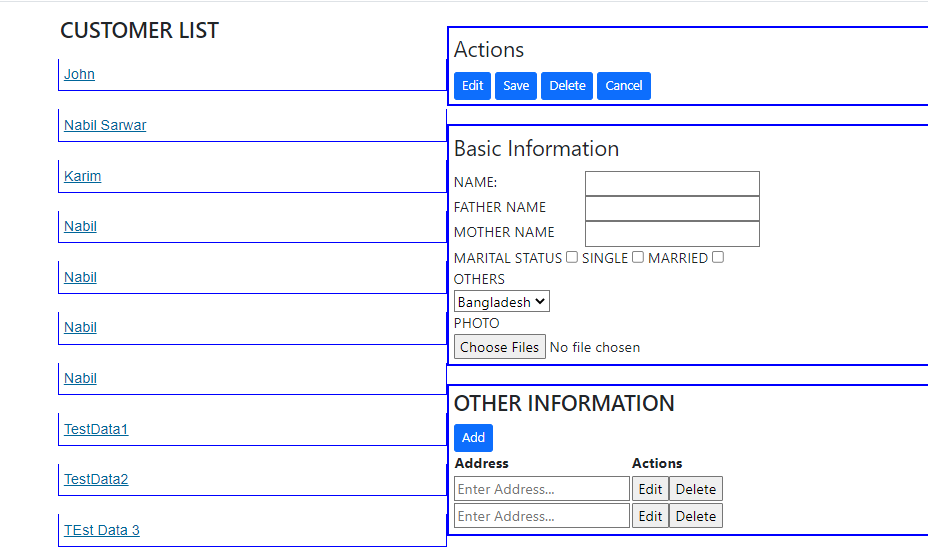 CUSTOMER LIST
John
Nabil Sarwar
Karim
Nabil
Nabil
Nabil
Nabil
TestData1
TestData2
TEst Data 3
Actions
Edit Save Delete Cancel
Basic Information
NAME:
FATHER NAME
MOTHER NAME
MARITAL STATUS SINGLE MARRIED
OTHERS
Bangladesh
PHOTO
Choose Files No file chosen
OTHER INFORMATION
Add
Address Actions
Enter Address... Edit Delete
Enter Address... Edit Delete